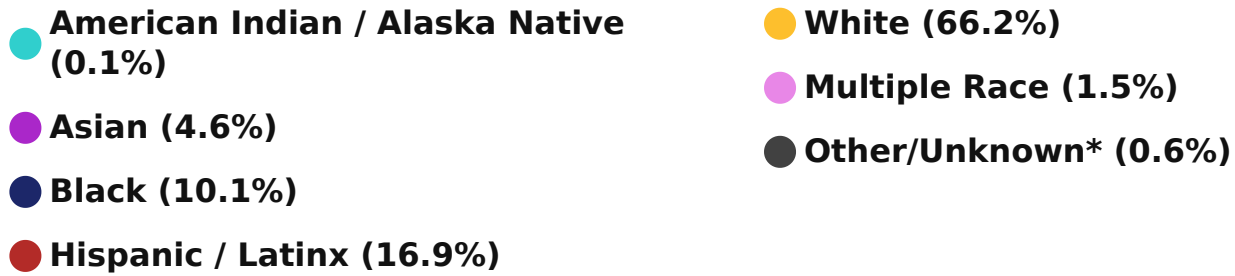 American Indian / Alaska Native
(0.1%)
Asian (4.6%)
Black (10.1%)
Hispanic / Latinx (16.9%)
White (66.2%)
Multiple Race (1.5%)
Other/Unknown* (0.6%)